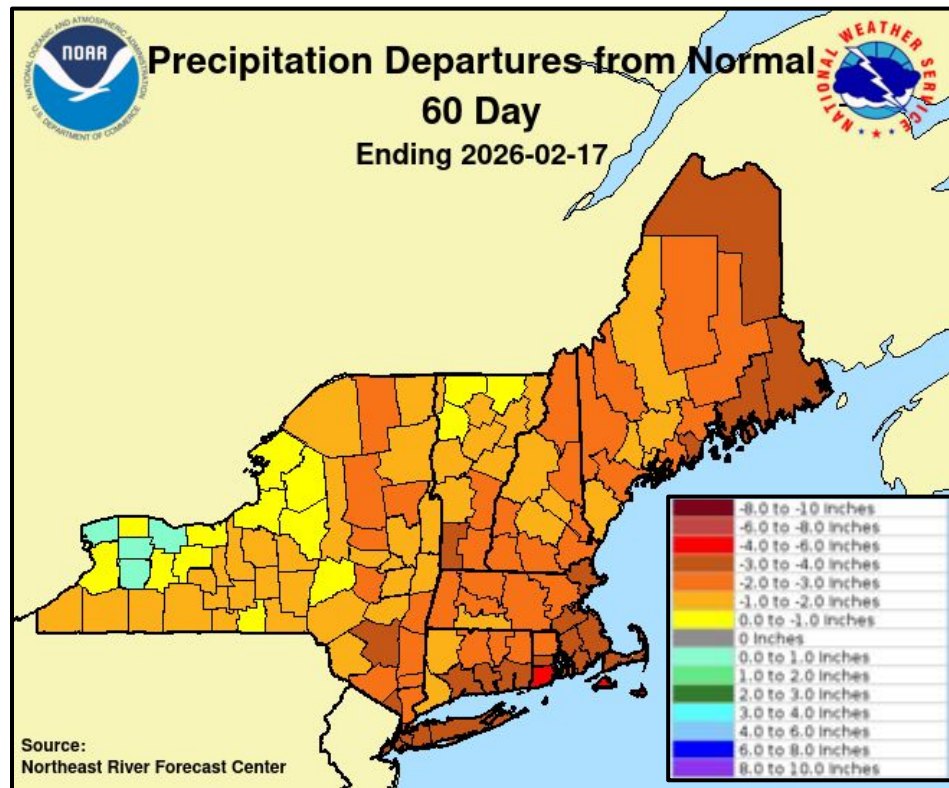 NATIONAL OCEANIC AND ATMOSPHERIC ADMINISTRATION
NOAA
U.S. DEPARTMENT OF COMMERCE
NATIONAL WEATHER SERVICE
Precipitation Departures from Normal
60 Day
Ending 2026-02-17
-8.0 to -10 Inches
-6.0 to -8.0 Inches
-4.0 to -6.0 Inches
-3.0 to -4.0 Inches
-2.0 to -3.0 Inches
-1.0 to -2.0 Inches
0.0 to -1.0 Inches
0 Inches
0.0 to 1.0 Inches
1.0 to 2.0 Inches
2.0 to 3.0 Inches
3.0 to 4.0 Inches
4.0 to 6.0 Inches
6.0 to 8.0 Inches
8.0 to 10.0 Inches
Source:
Northeast River Forecast Center